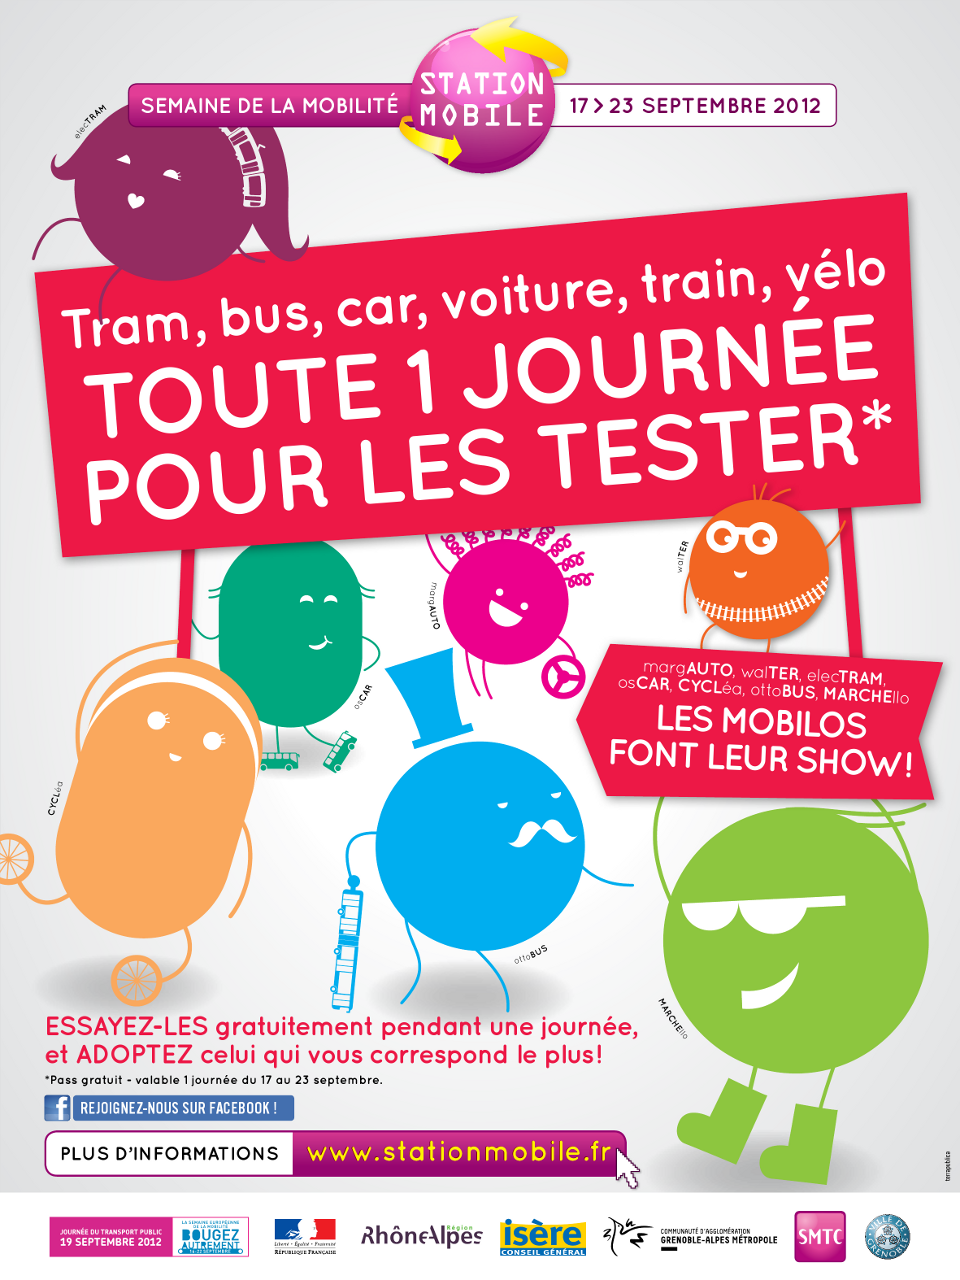 SEMAINE DE LA MOBILITÉ
STATION
MOBILE
17 > 23 SEPTEMBRE 2012
elecTRAM
Tram, bus, car, voiture, train, vélo
TOUTE 1 JOURNÉE
POUR LES TESTER*
walTER
margAUTO
osCAR
margAUTO, walTER, elecTRAM,
osCAR, CYCLéa, ottoBUS, MARCHEllo
LES MOBILOS
FONT LEUR SHOW!
CYCLéa
ottoBUS
MARCHEllo
ESSAYEZ-LES gratuitement pendant une journée,
et ADOPTEZ celui qui vous correspond le plus!
*Pass gratuit - valable 1 journée du 17 au 23 septembre.
f REJOIGNEZ-NOUS SUR FACEBOOK !
PLUS D'INFORMATIONS www.stationmobile.fr
terrapublica
JOURNÉE DU TRANSPORT PUBLIC
19 SEPTEMBRE 2012
LA SEMAINE EUROPÉENNE
DE LA MOBILITÉ
BOUGEZ
AUTREMENT
16-22 SEPTEMBRE
Liberté • Égalité • Fraternité
RÉPUBLIQUE FRANÇAISE
Région
RhôneAlpes
isère
CONSEIL GÉNÉRAL
COMMUNAUTÉ D'AGGLOMÉRATION
GRENOBLE-ALPES MÉTROPOLE
SMTC
VILLE DE
GRENOBLE